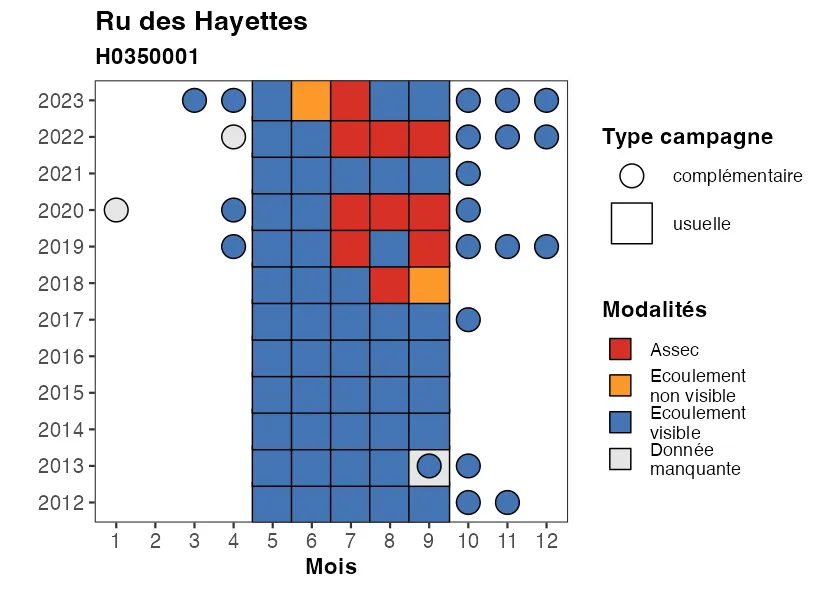 Ru des Hayettes
H0350001
2023
2022
2021
2020
2019
2018
2017
2016
2015
2014
2013
2012
1 2 3 4 5 6 7 8 9 10 11 12
Mois
Type campagne
complémentaire
usuelle
Modalités
Assec
Ecoulement
non visible
Ecoulement
visible
Donnée
manquante